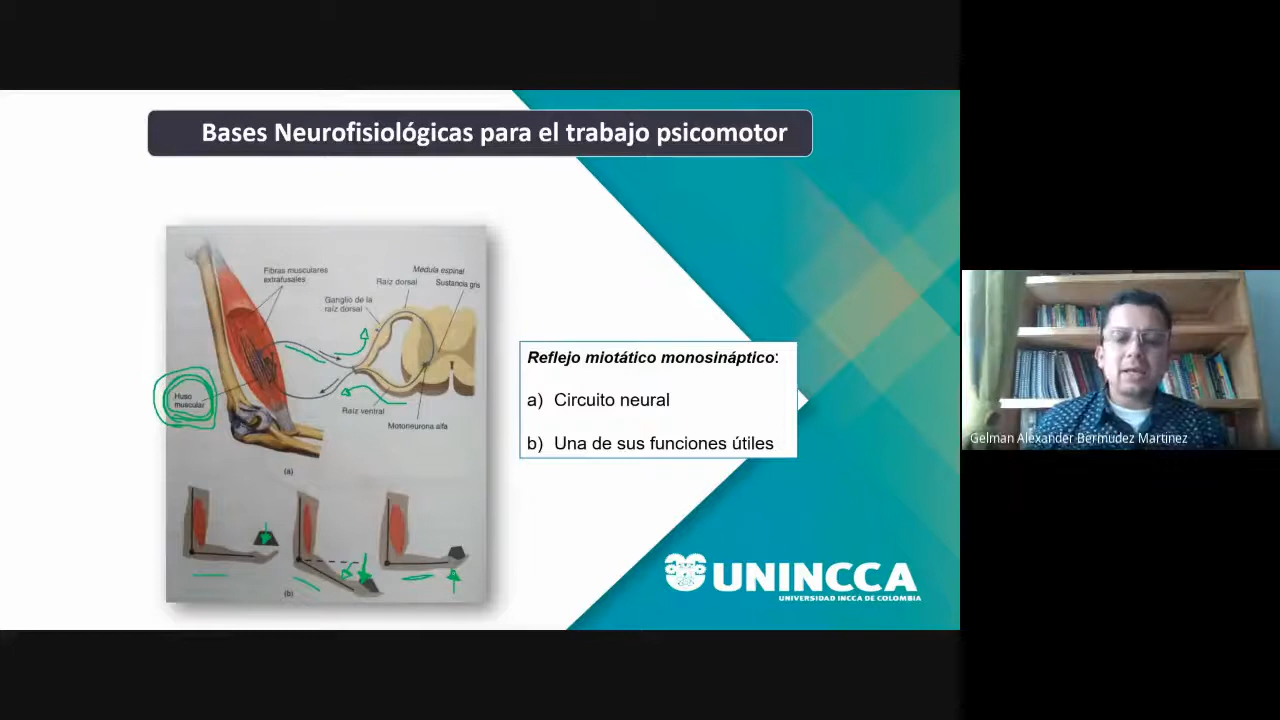 Bases Neurofisiológicas para el trabajo psicomotor
Fibras musculares
extrafusales
Médula espinal
Raíz dorsal
Sustancia gris
Ganglio de la
raíz dorsal
Huso
muscular
Raíz ventral
Motoneurona alfa
(a)
(b)
Reflejo miotático monosináptico:
a) Circuito neural
b) Una de sus funciones útiles
UNINCCA
UNIVERSIDAD INCCA DE COLOMBIA
Gelman Alexander Bermudez Martinez